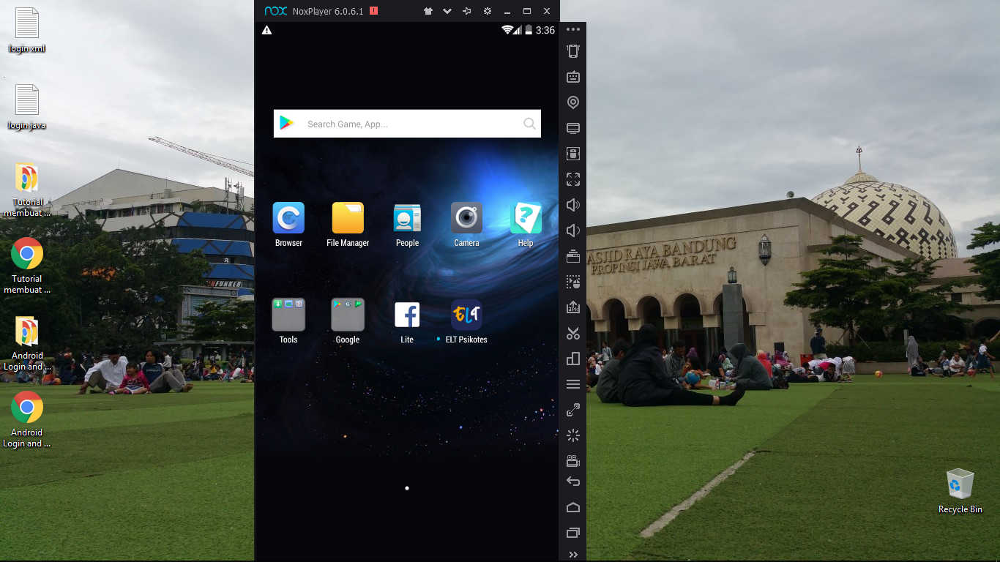 login.xml
login.java
Tutorial
membuat ...
Tutorial
membuat ...
Android
Login and ...
Android
Login and ...
nox NoxPlayer 6.0.6.1
3:36
Search Game, App...
Browser
File Manager
People
Camera
Help
Tools
Google
Lite
ELT
ELT Psikotes
FUNKER
ASJID RAYA BANDUNG
PROPINSI JAWA BARAT
Recycle Bin